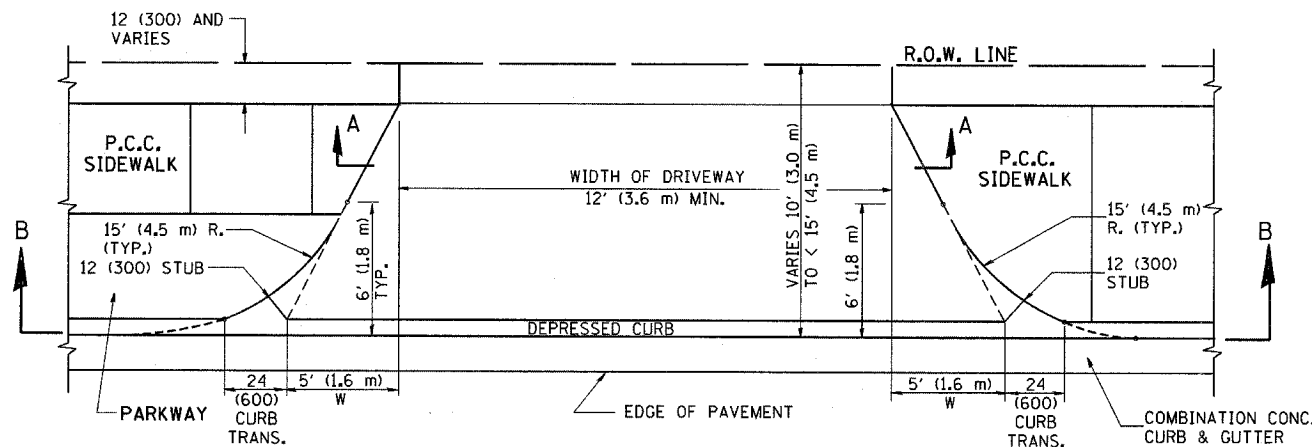 12 (300) AND
VARIES
R.O.W. LINE
A
A
P.C.C.
SIDEWALK
P.C.C.
SIDEWALK
WIDTH OF DRIVEWAY
12' (3.6 m) MIN.
VARIES 10' (3.0 m)
TO < 15' (4.5 m)
15' (4.5 m) R.
(TYP.)
15' (4.5 m)
R. (TYP.)
B
B
12 (300) STUB
12 (300)
STUB
6' (1.8 m)
TYP.
6' (1.8 m)
DEPRESSED CURB
24
(600)
CURB
TRANS.
5' (1.6 m)
W
5' (1.6 m)
W
24
(600)
CURB
TRANS.
PARKWAY
EDGE OF PAVEMENT
COMBINATION CONC.
CURB & GUTTER